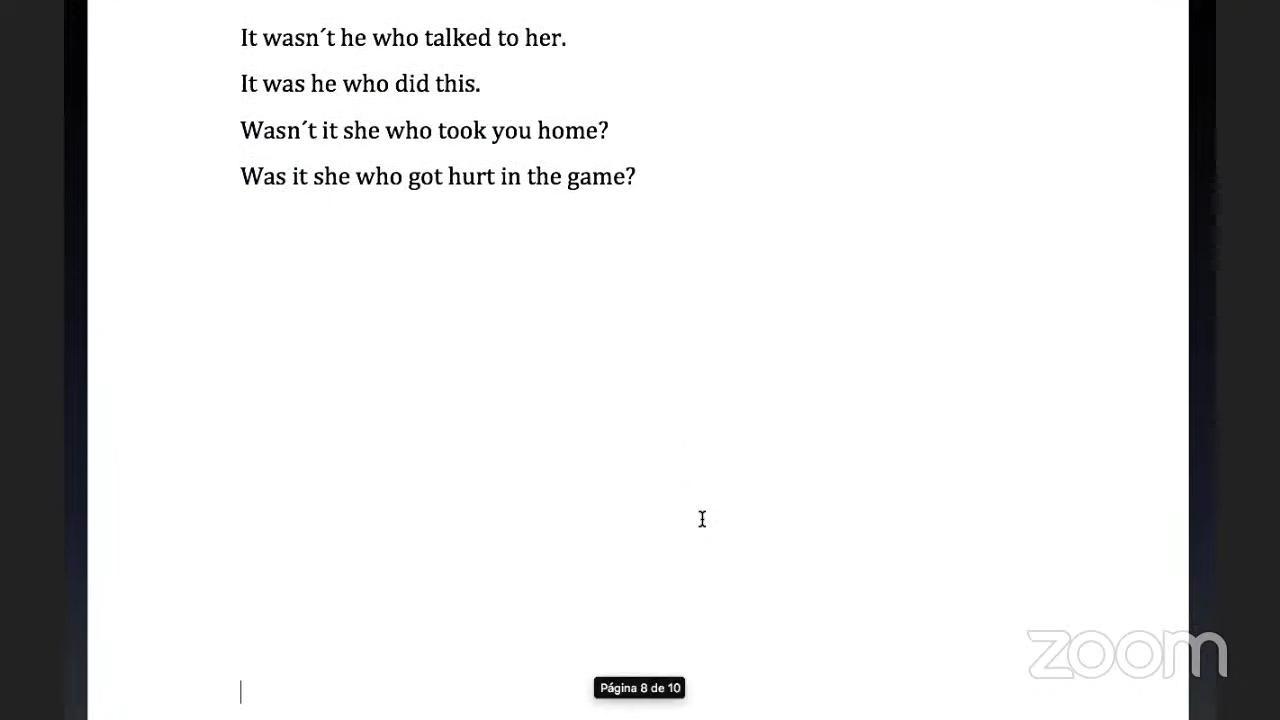 It wasn´t he who talked to her.
It was he who did this.
Wasn´t it she who took you home?
Was it she who got hurt in the game?
zoom
Página 8 de 10